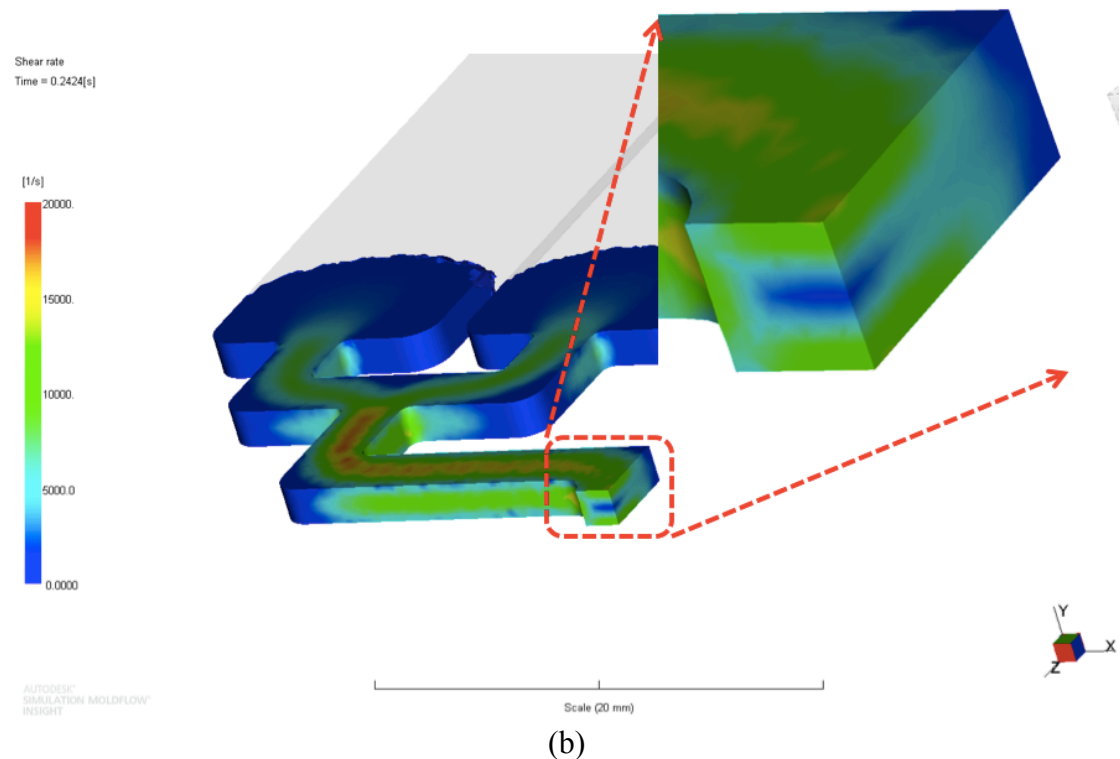 Shear rate
Time = 0.2424[s]
[1/s]
20000.
15000.
10000.
5000.0
0.0000
Y
X
Z
AUTODESK®
SIMULATION MOLDFLOW®
INSIGHT
Scale (20 mm)
(b)